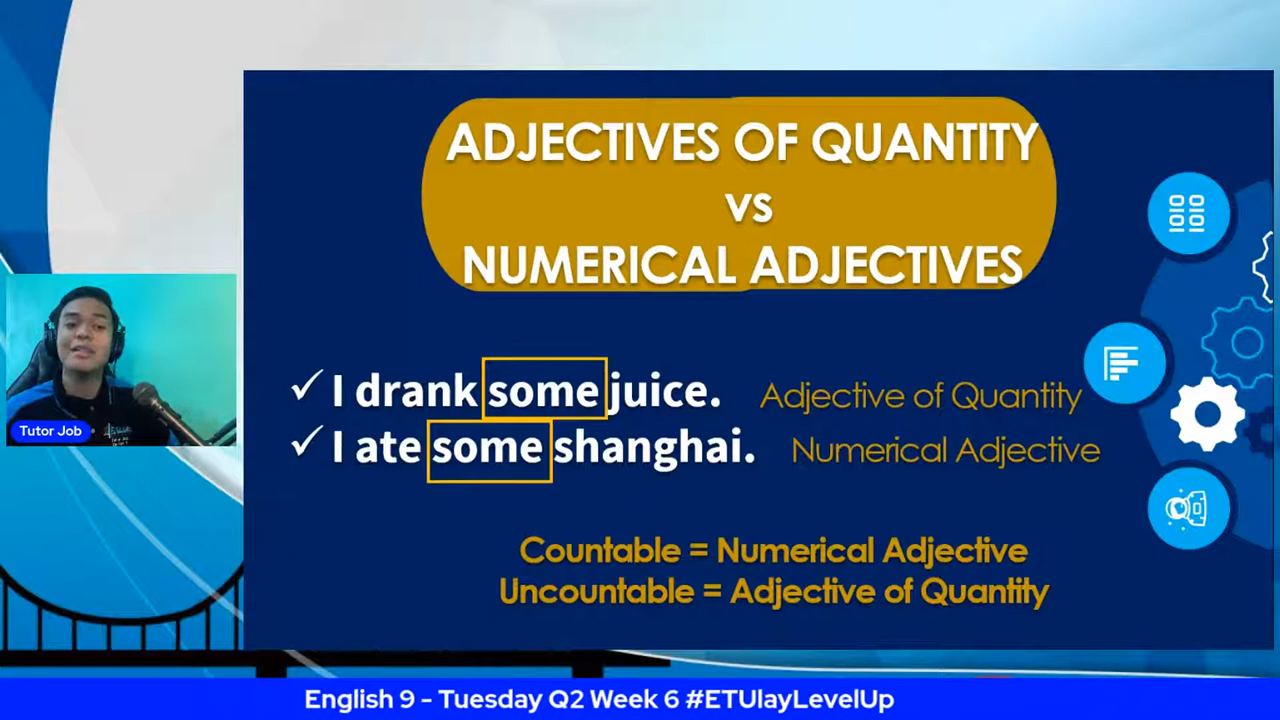 ADJECTIVES OF QUANTITY
vs
NUMERICAL ADJECTIVES
✓ I drank some juice. Adjective of Quantity
✓ I ate some shanghai. Numerical Adjective
Countable = Numerical Adjective
Uncountable = Adjective of Quantity
Tutor Job
English 9 - Tuesday Q2 Week 6 #ETUlayLevelUp